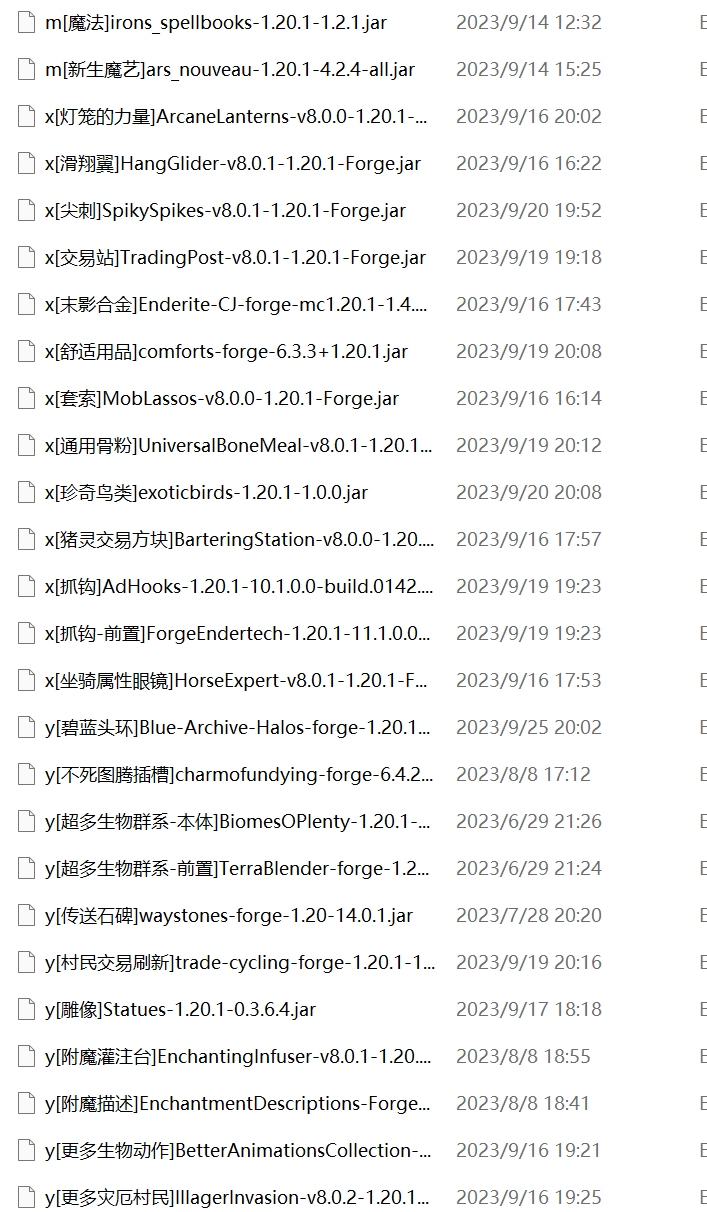 m[魔法]irons_spellbooks-1.20.1-1.2.1.jar 2023/9/14 12:32
m[新生魔艺]ars_nouveau-1.20.1-4.2.4-all.jar 2023/9/14 15:25
x[灯笼的力量]ArcaneLanterns-v8.0.0-1.20.1-... 2023/9/16 20:02
x[滑翔翼]HangGlider-v8.0.1-1.20.1-Forge.jar 2023/9/16 16:22
x[尖刺]SpikySpikes-v8.0.1-1.20.1-Forge.jar 2023/9/20 19:52
x[交易站]TradingPost-v8.0.1-1.20.1-Forge.jar 2023/9/19 19:18
x[末影合金]Enderite-CJ-forge-mc1.20.1-1.4.... 2023/9/16 17:43
x[舒适用品]comforts-forge-6.3.3+1.20.1.jar 2023/9/19 20:08
x[套索]MobLassos-v8.0.0-1.20.1-Forge.jar 2023/9/16 16:14
x[通用骨粉]UniversalBoneMeal-v8.0.1-1.20.1... 2023/9/19 20:12
x[珍奇鸟类]exoticbirds-1.20.1-1.0.0.jar 2023/9/20 20:08
x[猪灵交易方块]BarteringStation-v8.0.0-1.20.... 2023/9/16 17:57
x[抓钩]AdHooks-1.20.1-10.1.0.0-build.0142.... 2023/9/19 19:23
x[抓钩-前置]ForgeEndertech-1.20.1-11.1.0.0... 2023/9/19 19:23
x[坐骑属性眼镜]HorseExpert-v8.0.1-1.20.1-F... 2023/9/16 17:53
y[碧蓝头环]Blue-Archive-Halos-forge-1.20.1... 2023/9/25 20:02
y[不死图腾插槽]charmofundying-forge-6.4.2... 2023/8/8 17:12
y[超多生物群系-本体]BiomesOPlenty-1.20.1-... 2023/6/29 21:26
y[超多生物群系-前置]TerraBlender-forge-1.2... 2023/6/29 21:24
y[传送石碑]waystones-forge-1.20-14.0.1.jar 2023/7/28 20:20
y[村民交易刷新]trade-cycling-forge-1.20.1-1... 2023/9/19 20:16
y[雕像]Statues-1.20.1-0.3.6.4.jar 2023/9/17 18:18
y[附魔灌注台]EnchantingInfuser-v8.0.1-1.20.... 2023/8/8 18:55
y[附魔描述]EnchantmentDescriptions-Forge... 2023/8/8 18:41
y[更多生物动作]BetterAnimationsCollection-... 2023/9/16 19:21
y[更多灾厄村民]IllagerInvasion-v8.0.2-1.20.1... 2023/9/16 19:25